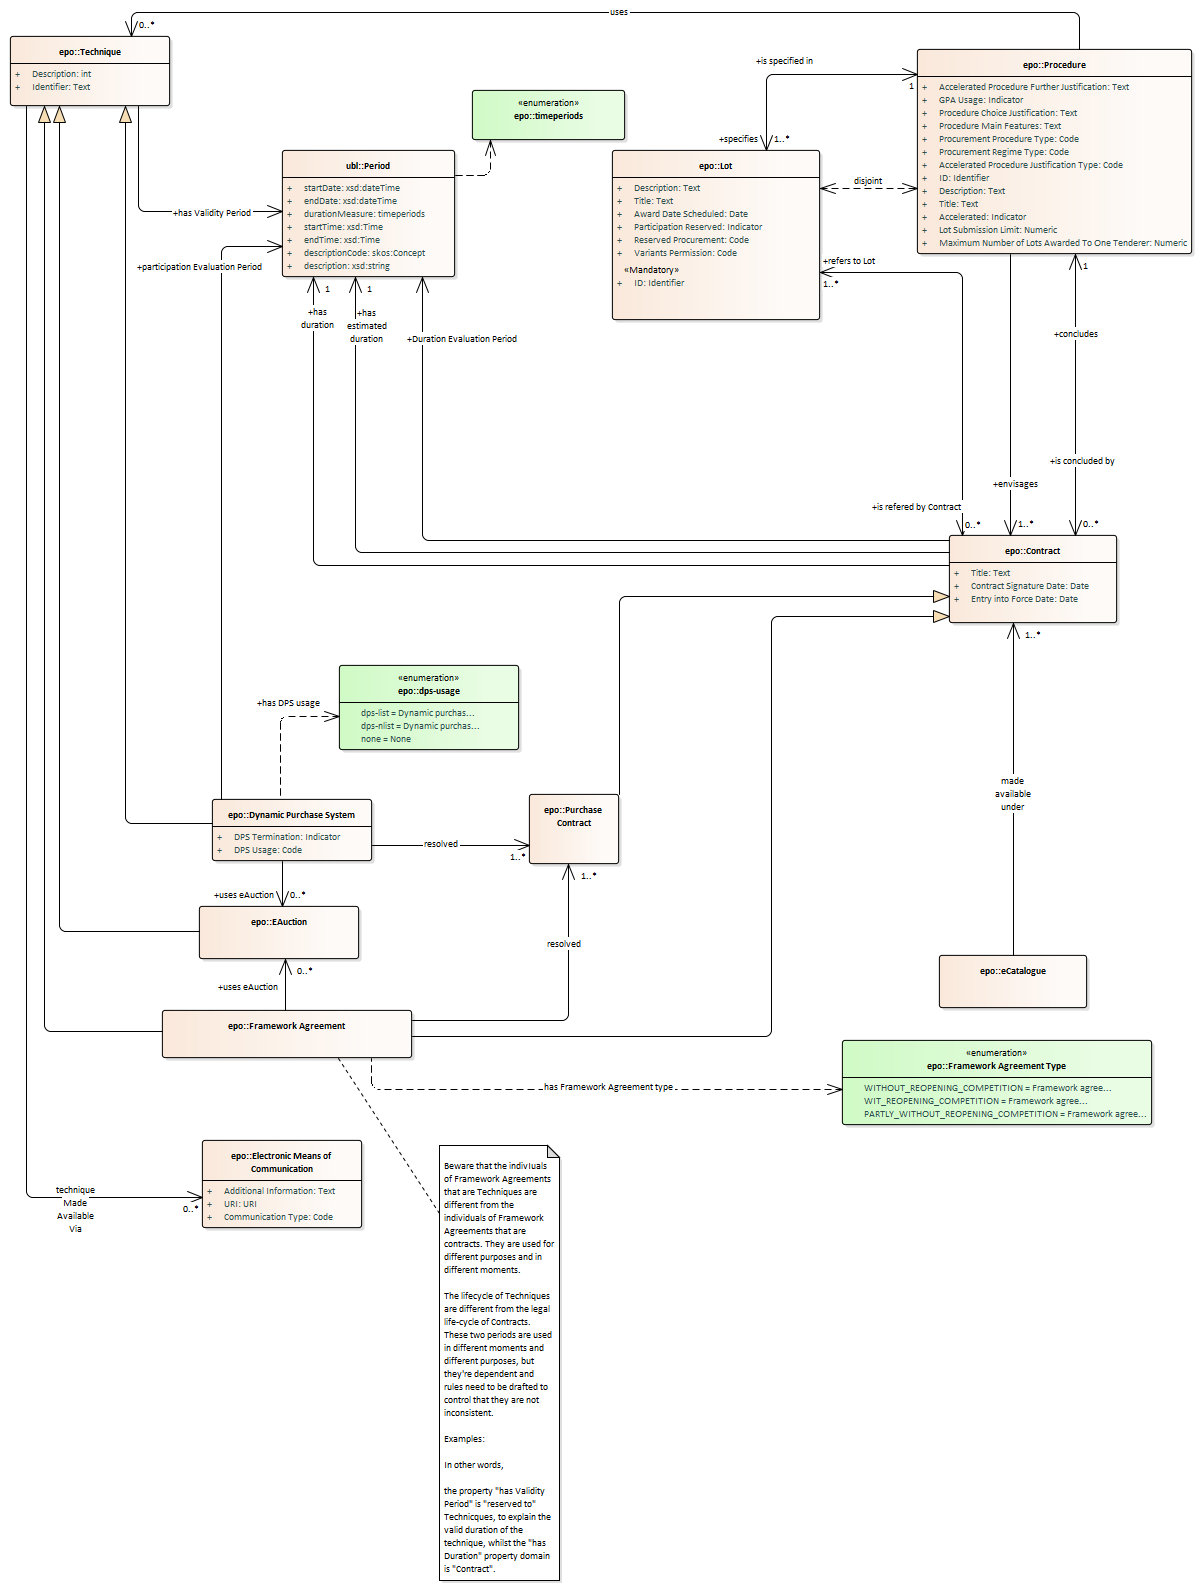 uses
0..*
epo::Technique
+ Description: int
+ Identifier: Text
+is specified in
1
epo::Procedure
+ Accelerated Procedure Further Justification: Text
+ GPA Usage: Indicator
+ Procedure Choice Justification: Text
+ Procedure Main Features: Text
+ Procurement Procedure Type: Code
+ Procurement Regime Type: Code
+ Accelerated Procedure Justification Type: Code
+ ID: Identifier
+ Description: Text
+ Title: Text
+ Accelerated: Indicator
+ Lot Submission Limit: Numeric
+ Maximum Number of Lots Awarded To One Tenderer: Numeric
«enumeration»
epo::timeperiods
+specifies
1..*
ubl::Period
+ startDate: xsd:dateTime
+ endDate: xsd:dateTime
+ durationMeasure: timeperiods
+ startTime: xsd:Time
+ endTime: xsd:Time
+ descriptionCode: skos:Concept
+ description: xsd:string
epo::Lot
+ Description: Text
+ Title: Text
+ Award Date Scheduled: Date
+ Participation Reserved: Indicator
+ Reserved Procurement: Code
+ Variants Permission: Code
«Mandatory»
+ ID: Identifier
disjoint
+has Validity Period
+participation Evaluation Period
+refers to Lot
1..*
1
1
1
+has
duration
+has
estimated
duration
+Duration Evaluation Period
+concludes
+is concluded by
+envisages
+is refered by Contract
0..*
1..*
0..*
epo::Contract
+ Title: Text
+ Contract Signature Date: Date
+ Entry into Force Date: Date
1..*
«enumeration»
epo::dps-usage
dps-list = Dynamic purchas...
dps-nlist = Dynamic purchas...
none = None
+has DPS usage
made
available
under
epo::Dynamic Purchase System
+ DPS Termination: Indicator
+ DPS Usage: Code
resolved
1..*
epo::Purchase
Contract
1..*
+uses eAuction
0..*
epo::EAuction
resolved
0..*
+uses eAuction
epo::eCatalogue
epo::Framework Agreement
has Framework Agreement type
«enumeration»
epo::Framework Agreement Type
WITHOUT_REOPENING_COMPETITION = Framework agree...
WIT_REOPENING_COMPETITION = Framework agree...
PARTLY_WITHOUT_REOPENING_COMPETITION = Framework agree...
epo::Electronic Means of
Communication
+ Additional Information: Text
+ URI: URI
+ Communication Type: Code
technique
Made
Available
Via
0..*
Beware that the indivIuals
of Framework Agreements
that are Techniques are
different from the
individuals of Framework
Agreements that are
contracts. They are used for
different purposes and in
different moments.
The lifecycle of Techniques
are different from the legal
life-cycle of Contracts.
These two periods are used
in different moments and
different purposes, but
they're dependent and
rules need to be drafted to
control that they are not
inconsistent.
Examples:
In other words,
the property "has Validity
Period" is "reserved to"
Technicques, to explain the
valid duration of the
technique, whilst the "has
Duration" property domain
is "Contract".